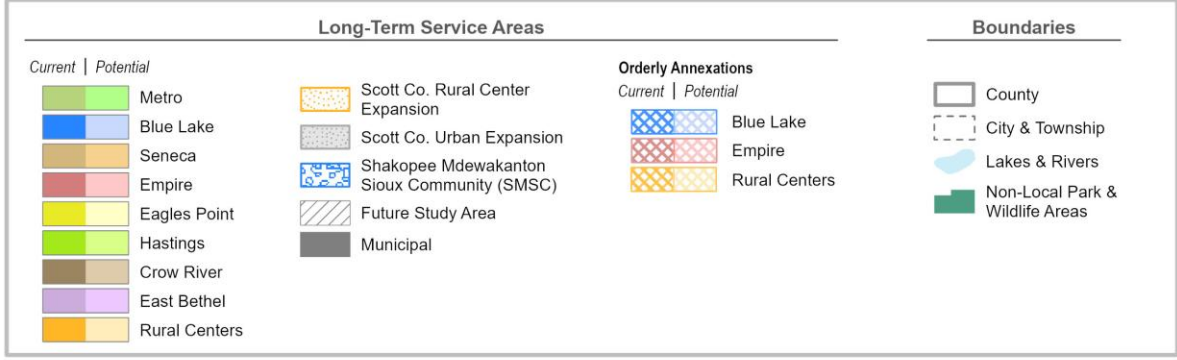 Long-Term Service Areas
Current | Potential
Metro
Blue Lake
Seneca
Empire
Eagles Point
Hastings
Crow River
East Bethel
Rural Centers
Scott Co. Rural Center
Expansion
Scott Co. Urban Expansion
Shakopee Mdewakanton
Sioux Community (SMSC)
Future Study Area
Municipal
Orderly Annexations
Current | Potential
Blue Lake
Empire
Rural Centers
Boundaries
County
City & Township
Lakes & Rivers
Non-Local Park &
Wildlife Areas